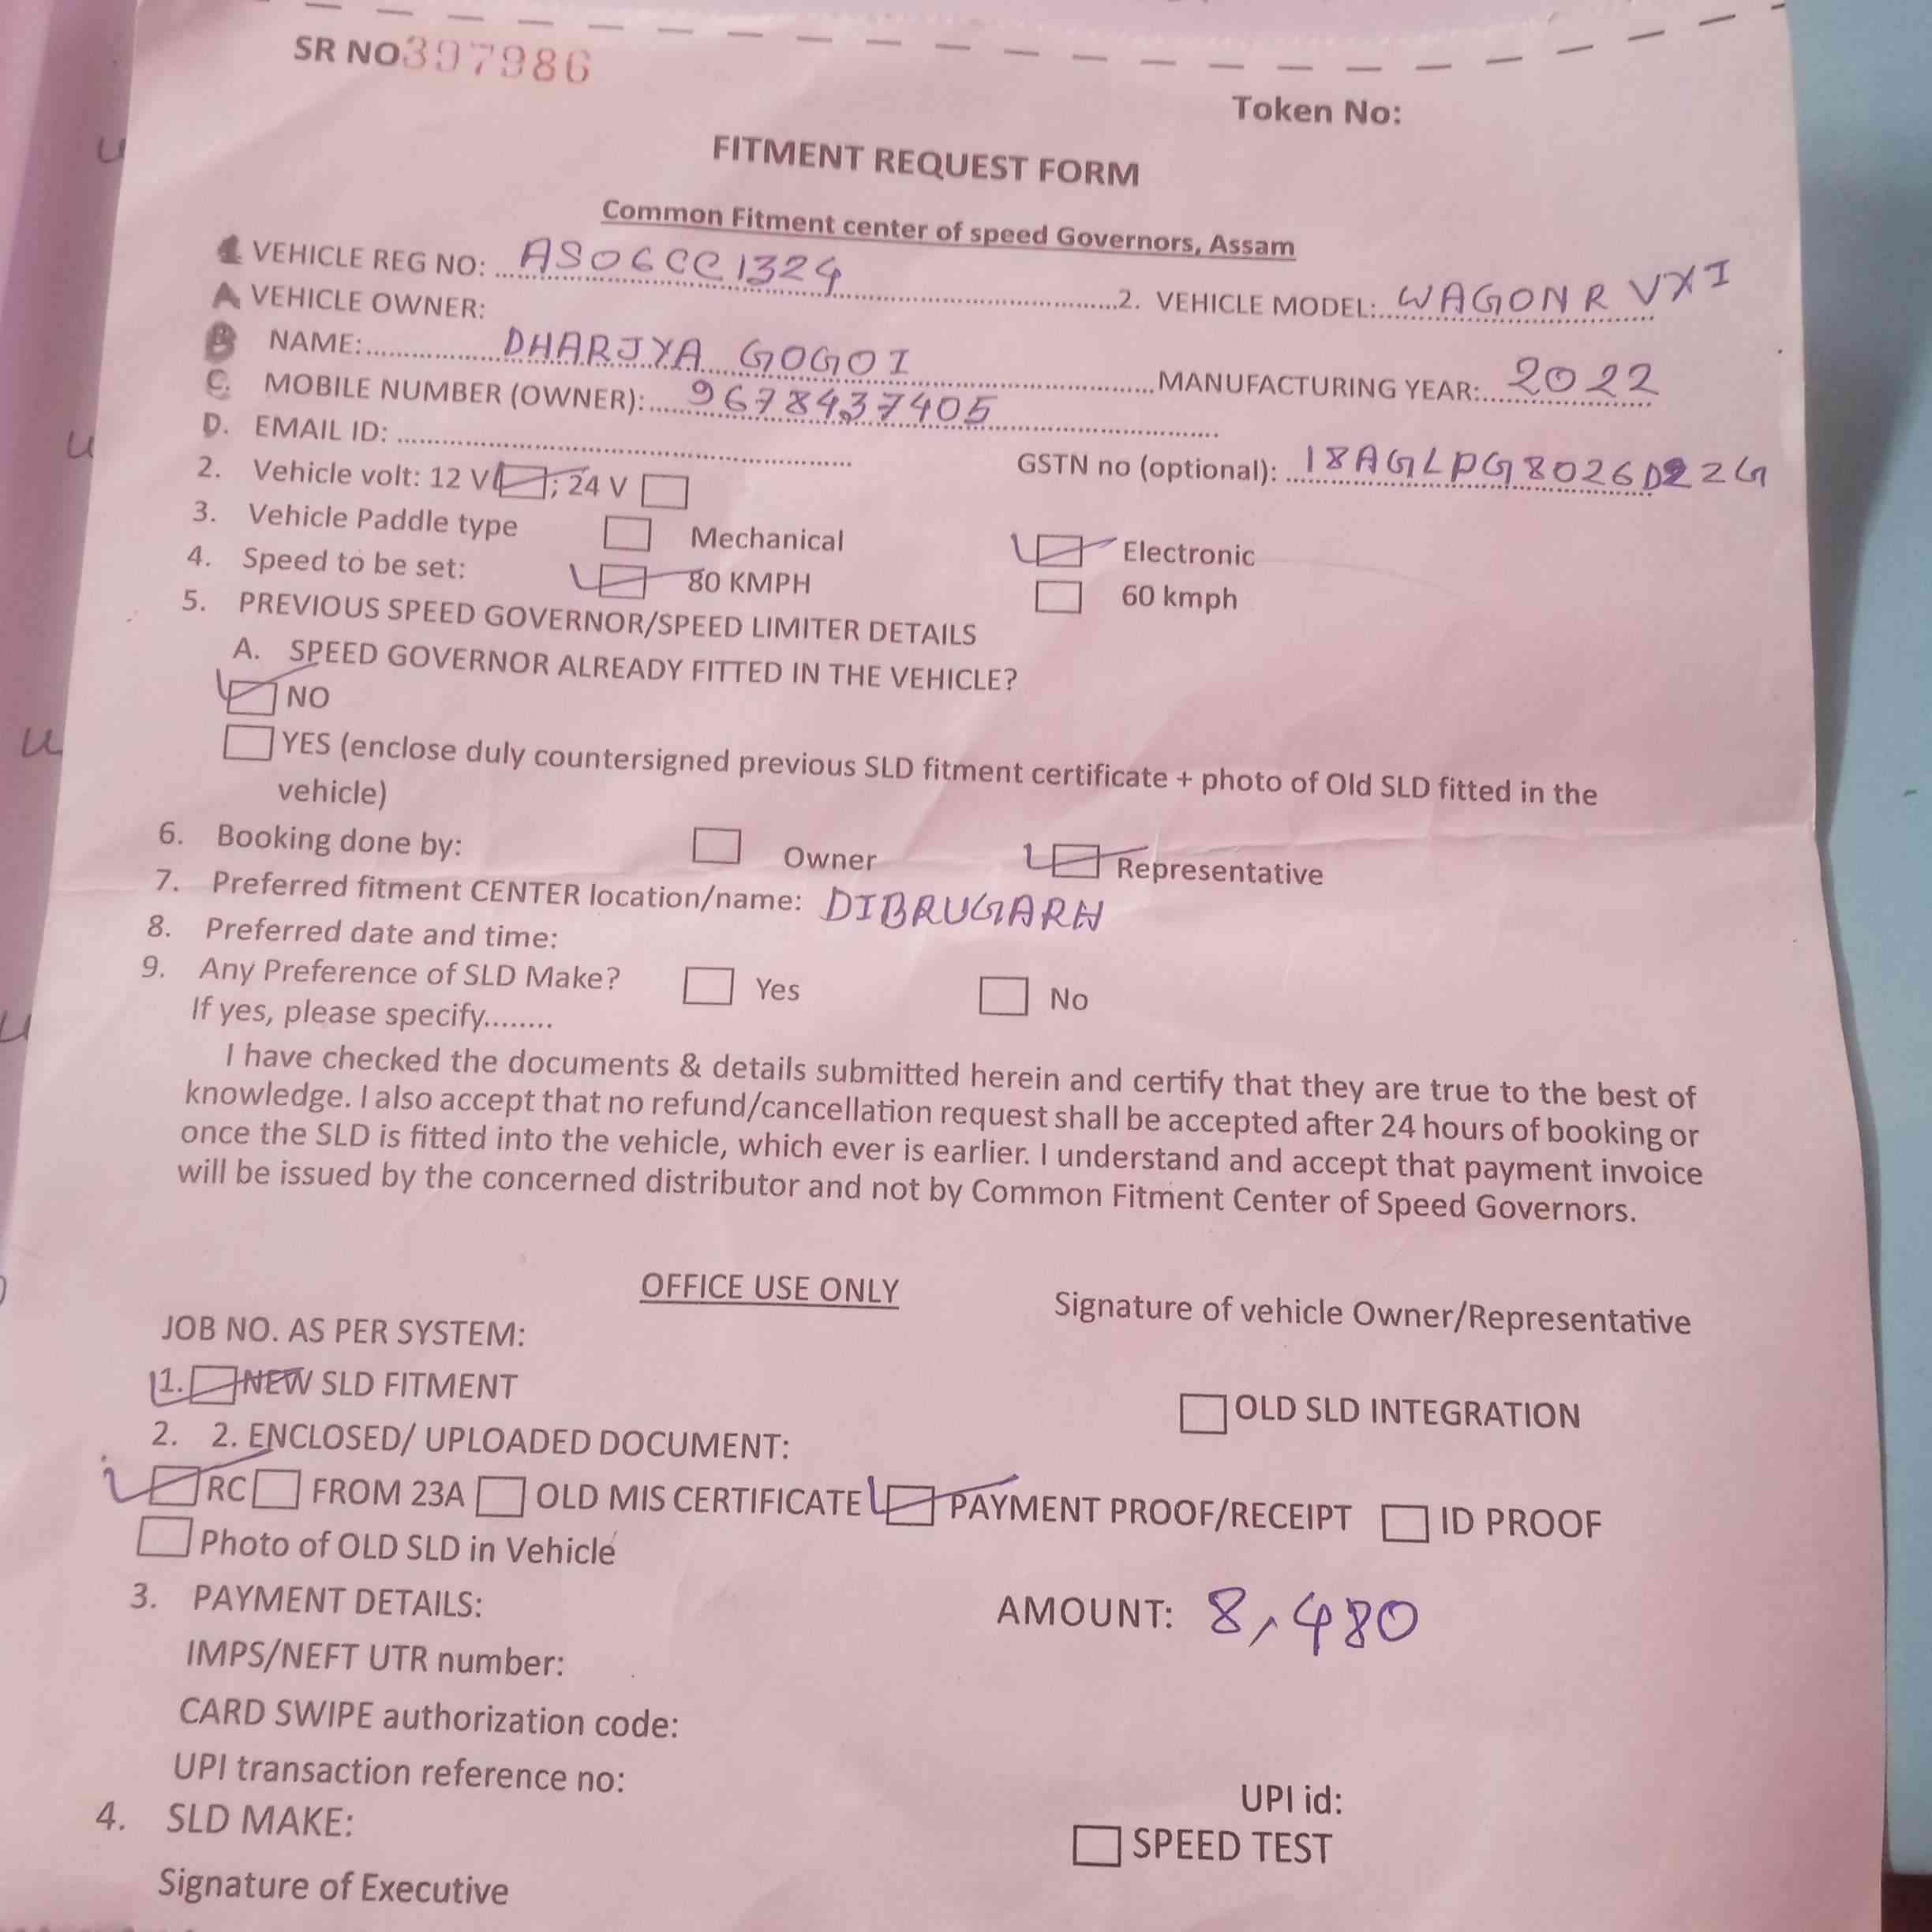 SR NO 397986
Token No:
FITMENT REQUEST FORM
Common Fitment center of speed Governors, Assam
VEHICLE REG NO: AS06CC1324
2. VEHICLE MODEL: WAGONR VXI
A VEHICLE OWNER:
B NAME: DHARJYA GOGOI
MANUFACTURING YEAR: 2022
C. MOBILE NUMBER (OWNER): 9678437405
D. EMAIL ID:
GSTN no (optional): 18AGLPG8026D2ZG
2. Vehicle volt: 12 V ; 24 V
3. Vehicle Paddle type Mechanical Electronic
4. Speed to be set: 80 KMPH 60 kmph
5. PREVIOUS SPEED GOVERNOR/SPEED LIMITER DETAILS
A. SPEED GOVERNOR ALREADY FITTED IN THE VEHICLE?
NO
YES (enclose duly countersigned previous SLD fitment certificate + photo of Old SLD fitted in the
vehicle)
6. Booking done by: Owner Representative
7. Preferred fitment CENTER location/name: DIBRUGARH
8. Preferred date and time:
9. Any Preference of SLD Make? Yes No
If yes, please specify........
I have checked the documents & details submitted herein and certify that they are true to the best of
knowledge. I also accept that no refund/cancellation request shall be accepted after 24 hours of booking or
once the SLD is fitted into the vehicle, which ever is earlier. I understand and accept that payment invoice
will be issued by the concerned distributor and not by Common Fitment Center of Speed Governors.
OFFICE USE ONLY
Signature of vehicle Owner/Representative
JOB NO. AS PER SYSTEM:
1. NEW SLD FITMENT
OLD SLD INTEGRATION
2. 2. ENCLOSED/ UPLOADED DOCUMENT:
RC FROM 23A OLD MIS CERTIFICATE PAYMENT PROOF/RECEIPT ID PROOF
Photo of OLD SLD in Vehicle
3. PAYMENT DETAILS:
AMOUNT: 8,480
IMPS/NEFT UTR number:
CARD SWIPE authorization code:
UPI transaction reference no:
UPI id:
4. SLD MAKE:
SPEED TEST
Signature of Executive